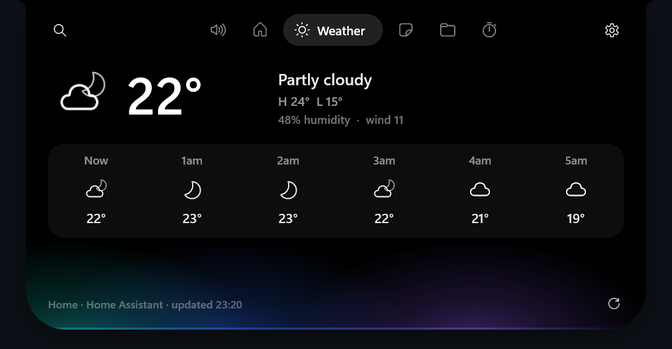 Weather
22°
Partly cloudy
H 24° L 15°
48% humidity · wind 11
Now 1am 2am 3am 4am 5am
22° 23° 23° 22° 21° 19°
Home · Home Assistant · updated 23:20